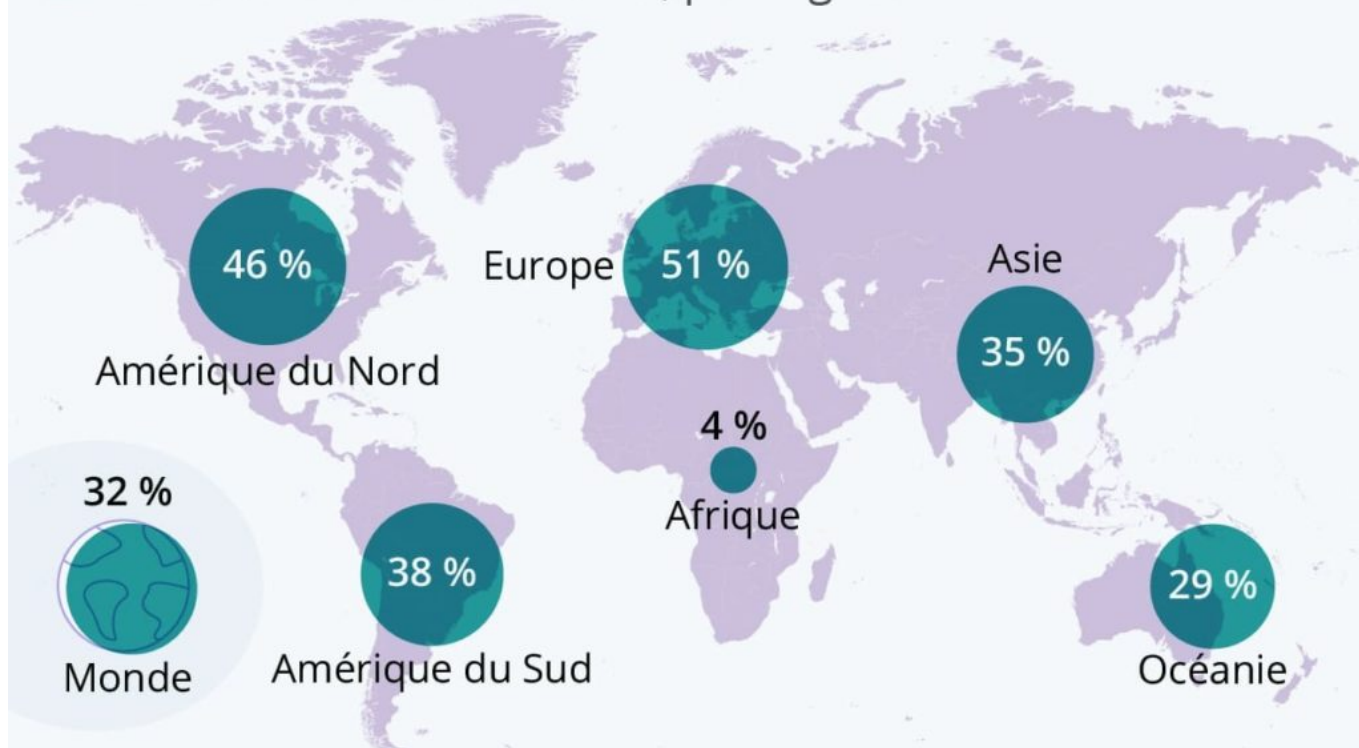 46 %
Amérique du Nord
Europe
51 %
Asie
35 %
4 %
Afrique
32 %
Monde
38 %
Amérique du Sud
29 %
Océanie